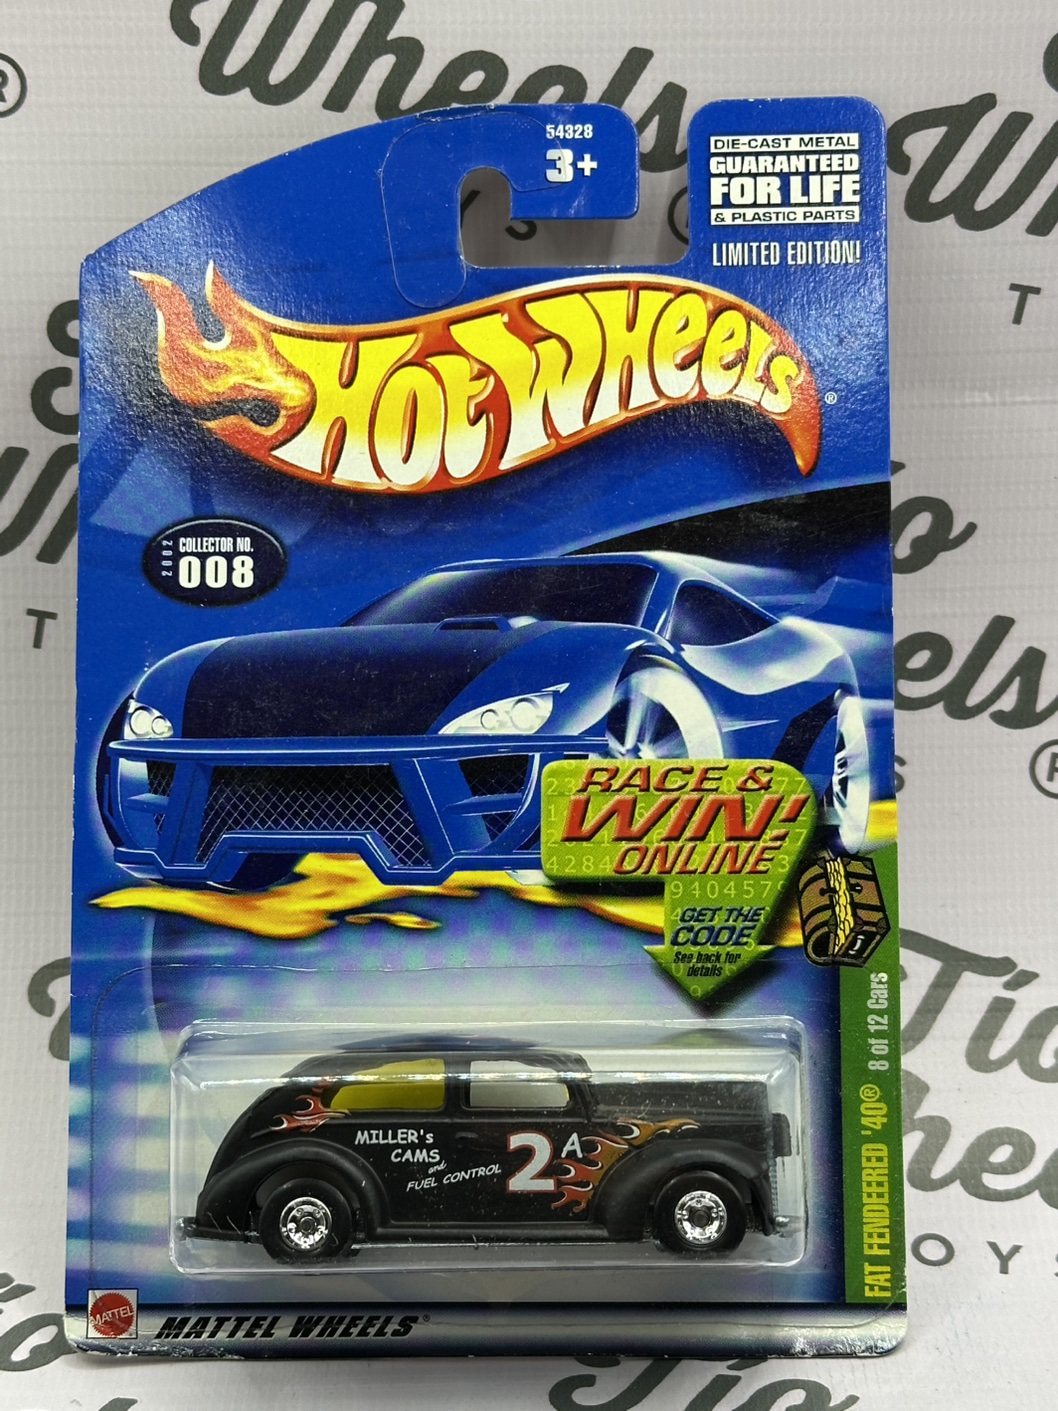 54328
3+
DIE-CAST METAL
GUARANTEED
FOR LIFE
& PLASTIC PARTS
LIMITED EDITION!
HOT WHEELS®
2002
COLLECTOR NO.
008
RACE &
WIN!
ONLINE
GET THE
CODE
See back for
details
8 of 12 Cars
FAT FENDEERED '40®
MILLER's
CAMS
and
FUEL CONTROL
2A
MATTEL
MATTEL WHEELS®
Wheels